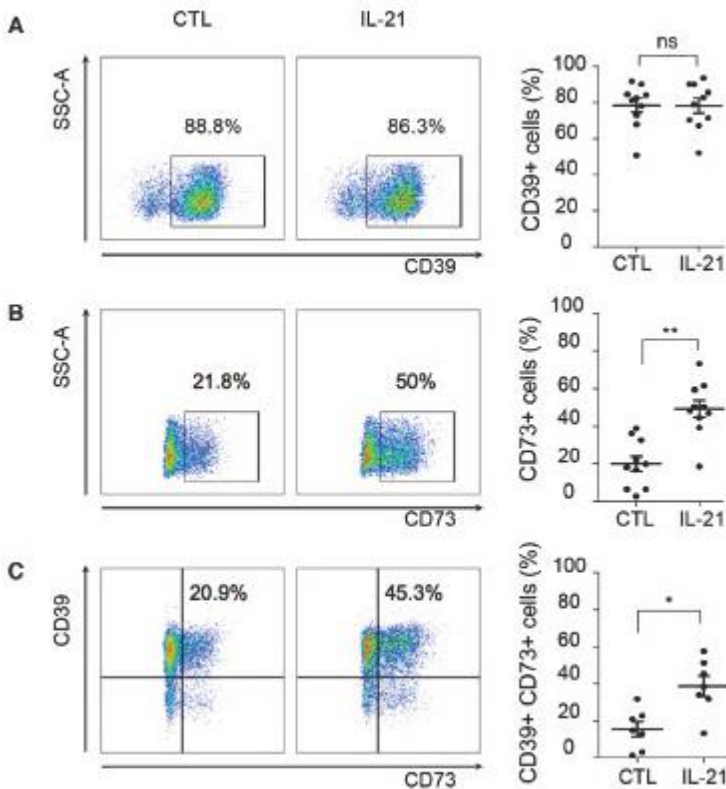 CTL IL-21
A
SSC-A
88.8% 86.3%
CD39
CD39+ cells (%)
100
80
60
40
20
0
ns
CTL IL-21
B
SSC-A
21.8% 50%
CD73
CD73+ cells (%)
100
80
60
40
20
0
**
CTL IL-21
C
CD39
20.9% 45.3%
CD73
CD39+ CD73+ cells (%)
100
80
60
40
20
0
*
CTL IL-21